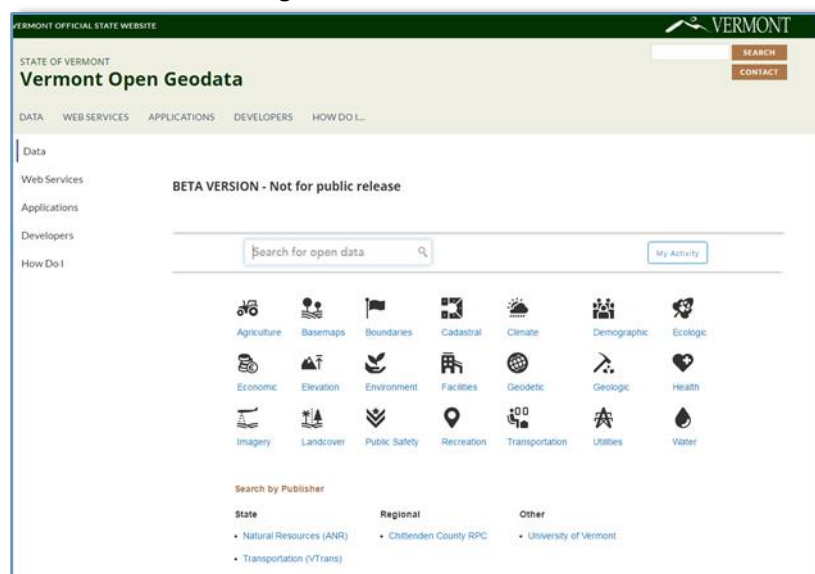 VERMONT OFFICIAL STATE WEBSITE
VERMONT
STATE OF VERMONT
Vermont Open Geodata
SEARCH
CONTACT
DATA WEB SERVICES APPLICATIONS DEVELOPERS HOW DO I...
Data
Web Services
Applications
Developers
How Do I
BETA VERSION - Not for public release
Search for open data
My Activity
Agriculture Basemaps Boundaries Cadastral Climate Demographic Ecologic
Economic Elevation Environment Facilities Geodetic Geologic Health
Imagery Landcover Public Safety Recreation Transportation Utilities Water
Search by Publisher
State Regional Other
• Natural Resources (ANR) • Chittenden County RPC • University of Vermont
• Transportation (VTrans)